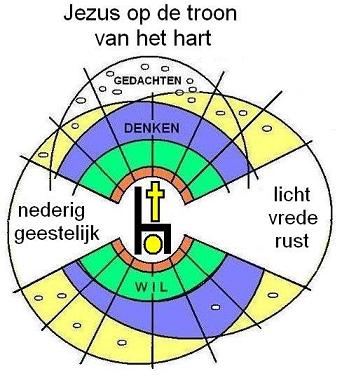 Jezus op de troon
van het hart
GEDACHTEN
DENKEN
nederig
geestelijk
licht
vrede
rust
WIL